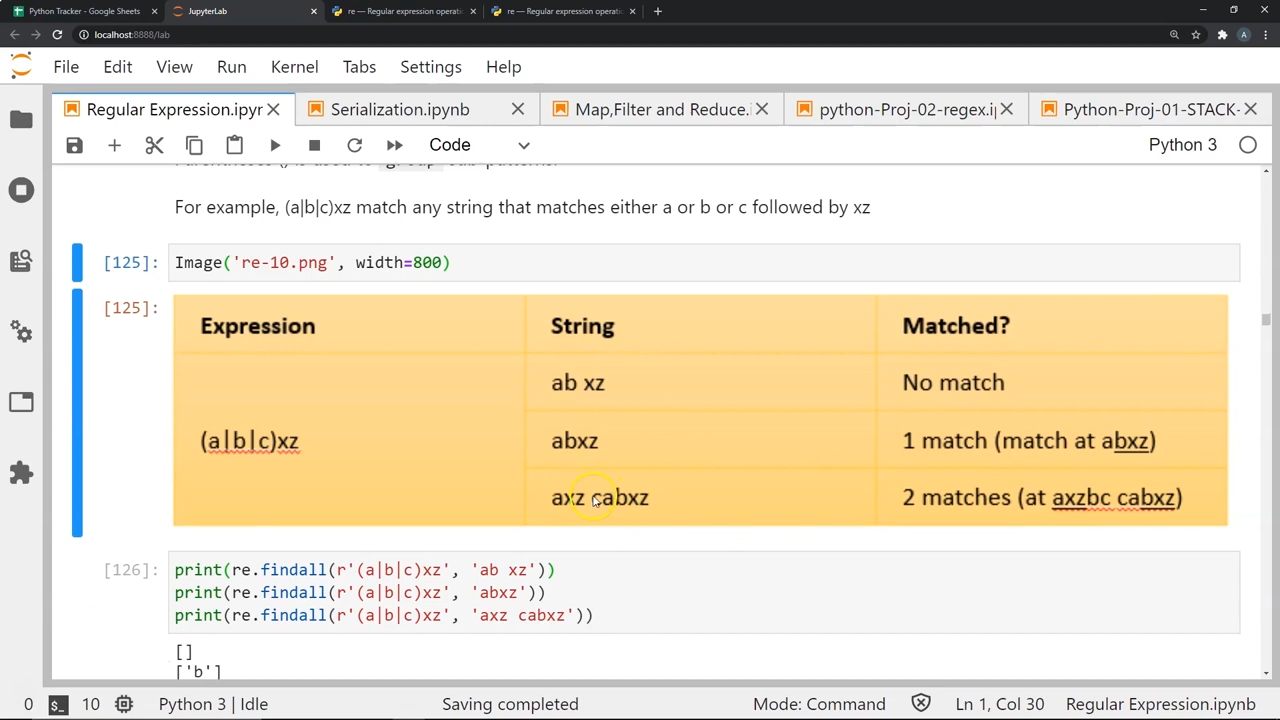 Python Tracker - Google Sheets
JupyterLab
re — Regular expression operati
re — Regular expression operati
localhost:8888/lab
A
File Edit View Run Kernel Tabs Settings Help
Regular Expression.ipyr
Serialization.ipynb
Map,Filter and Reduce.
python-Proj-02-regex.i
Python-Proj-01-STACK-
Code
Python 3
For example, (a|b|c)xz match any string that matches either a or b or c followed by xz
[125]: Image('re-10.png', width=800)
[125]:
Expression String Matched?
ab xz No match
(a|b|c)xz abxz 1 match (match at abxz)
axz cabxz 2 matches (at axzbc cabxz)
[126]: print(re.findall(r'(a|b|c)xz', 'ab xz'))
print(re.findall(r'(a|b|c)xz', 'abxz'))
print(re.findall(r'(a|b|c)xz', 'axz cabxz'))
[]
['b']
0 $_ 10 Python 3 | Idle Saving completed Mode: Command Ln 1, Col 30 Regular Expression.ipynb